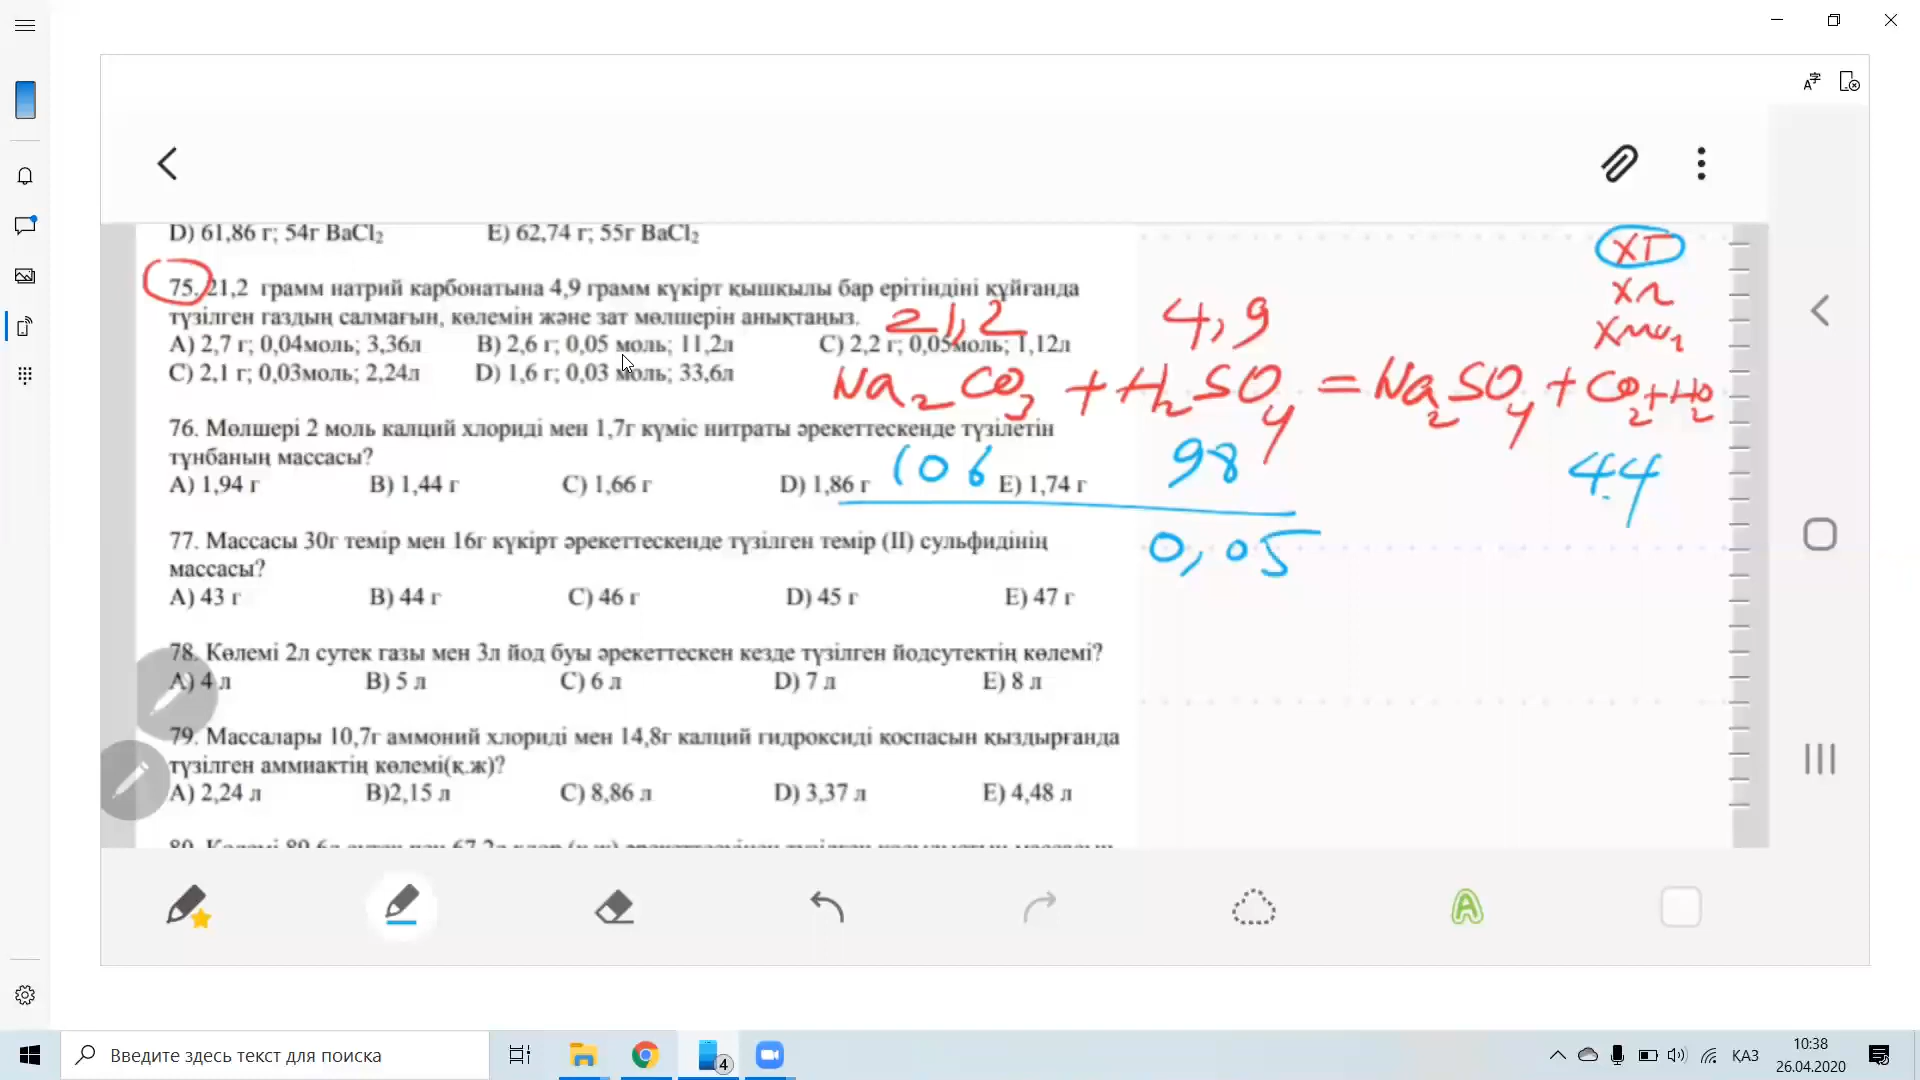 D) 61,86 г; 54г BaCl₂ E) 62,74 г; 55г BaCl₂
75. 21,2 грамм натрий карбонатына 4,9 грамм күкірт қышқылы бар ерітіндіні құйғанда
түзілген газдың салмағын, көлемін және зат мөлшерін анықтаңыз.
A) 2,7 г; 0,04моль; 3,36л B) 2,6 г; 0,05 моль; 11,2л C) 2,2 г; 0,05моль; 1,12л
C) 2,1 г; 0,03моль; 2,24л D) 1,6 г; 0,03 моль; 33,6л
XГ
Xл
Xмол
21,2 4,9
Na₂CO₃ + H₂SO₄ = Na₂SO₄ + CO₂ + H₂O
106 98 44
0,05
76. Мөлшері 2 моль калций хлориді мен 1,7г күміс нитраты әрекеттескенде түзілетін
тұнбаның массасы?
A) 1,94 г B) 1,44 г C) 1,66 г D) 1,86 г E) 1,74 г
77. Массасы 30г темір мен 16г күкірт әрекеттескенде түзілген темір (II) сульфидінің
массасы?
A) 43 г B) 44 г C) 46 г D) 45 г E) 47 г
78. Көлемі 2л сутек газы мен 3л йод буы әрекеттескен кезде түзілген йодсутектің көлемі?
A) 4 л B) 5 л C) 6 л D) 7 л E) 8 л
79. Массалары 10,7г аммоний хлориді мен 14,8г калций гидроксиді қоспасын қыздырғанда
түзілген аммиактің көлемі(қ.ж)?
A) 2,24 л B)2,15 л C) 8,86 л D) 3,37 л E) 4,48 л
A
Введите здесь текст для поиска
4
ҚАЗ
10:38
26.04.2020